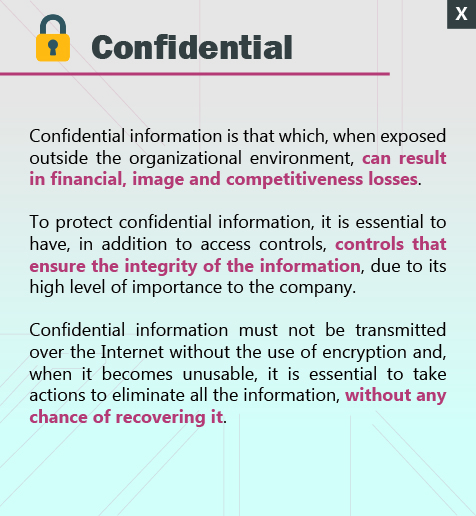 X
Confidential
Confidential information is that which, when exposed
outside the organizational environment, can result
in financial, image and competitiveness losses.
To protect confidential information, it is essential to
have, in addition to access controls, controls that
ensure the integrity of the information, due to its
high level of importance to the company.
Confidential information must not be transmitted
over the Internet without the use of encryption and,
when it becomes unusable, it is essential to take
actions to eliminate all the information, without any
chance of recovering it.